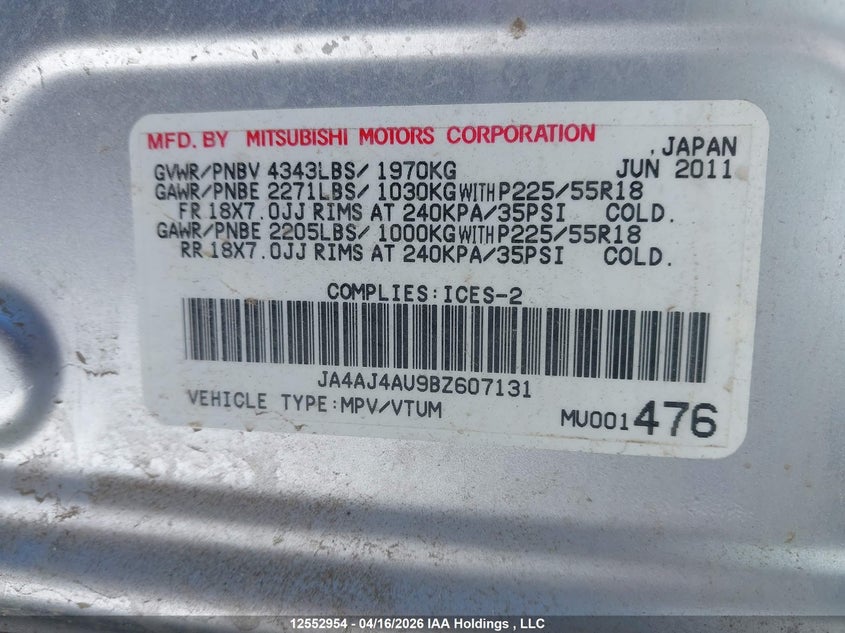 MFD. BY MITSUBISHI MOTORS CORPORATION , JAPAN
GVWR/PNBV 4343LBS/ 1970KG JUN 2011
GAWR/PNBE 2271LBS/ 1030KG WITH P225/55R18
FR 18X7.0JJ RIMS AT 240KPA/35PSI COLD.
GAWR/PNBE 2205LBS/ 1000KG WITH P225/55R18
RR 18X7.0JJ RIMS AT 240KPA/35PSI COLD.
COMPLIES:ICES-2
JA4AJ4AU9BZ607131
VEHICLE TYPE:MPV/VTUM MU001476
12552954 - 04/16/2026 IAA Holdings , LLC